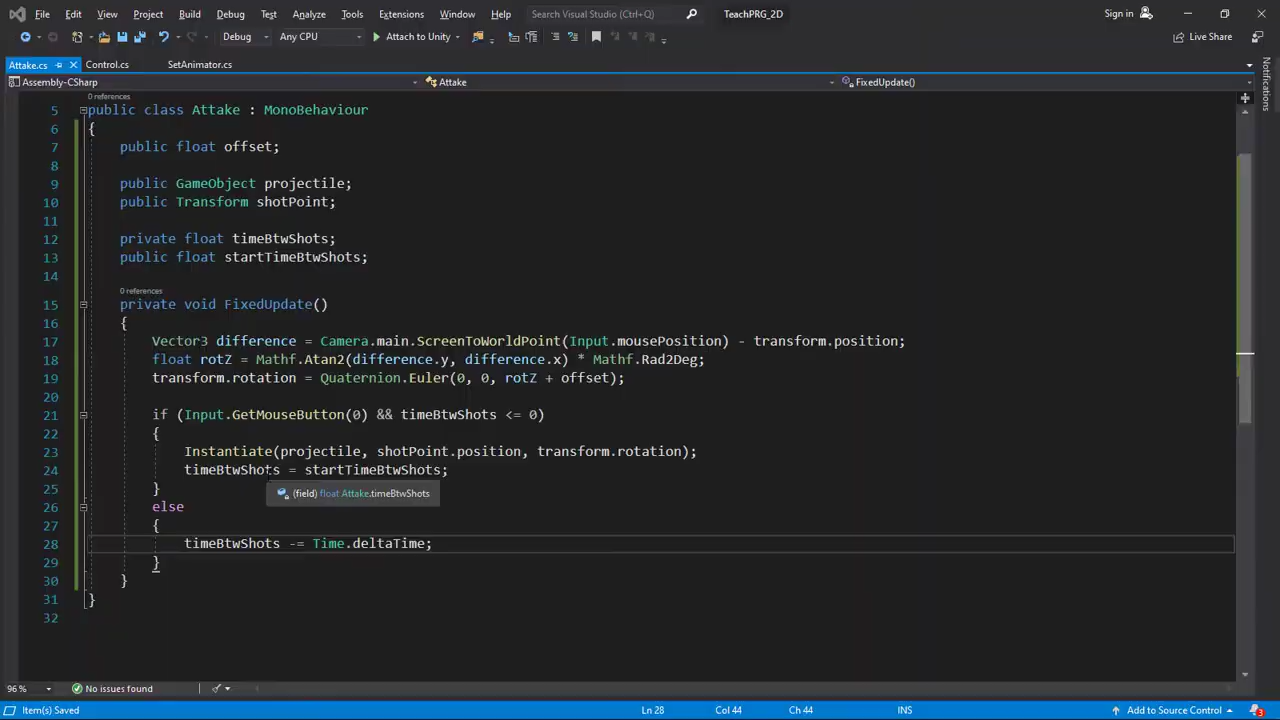 File Edit View Project Build Debug Test Analyze Tools Extensions Window Help Search Visual Studio (Ctrl+Q) TeachPRG_2D Sign in
Debug Any CPU Attach to Unity Live Share
Attake.cs Control.cs SetAnimator.cs
Assembly-CSharp Attake FixedUpdate()
Notifications
0 references
5 public class Attake : MonoBehaviour
6 {
7 public float offset;
8
9 public GameObject projectile;
10 public Transform shotPoint;
11
12 private float timeBtwShots;
13 public float startTimeBtwShots;
14
0 references
15 private void FixedUpdate()
16 {
17 Vector3 difference = Camera.main.ScreenToWorldPoint(Input.mousePosition) - transform.position;
18 float rotZ = Mathf.Atan2(difference.y, difference.x) * Mathf.Rad2Deg;
19 transform.rotation = Quaternion.Euler(0, 0, rotZ + offset);
20
21 if (Input.GetMouseButton(0) && timeBtwShots <= 0)
22 {
23 Instantiate(projectile, shotPoint.position, transform.rotation);
24 timeBtwShots = startTimeBtwShots;
25 }
(field) float Attake.timeBtwShots
26 else
27 {
28 timeBtwShots -= Time.deltaTime;
29 }
30 }
31 }
32
96 % No issues found
Item(s) Saved Ln 28 Col 44 Ch 44 INS Add to Source Control 3